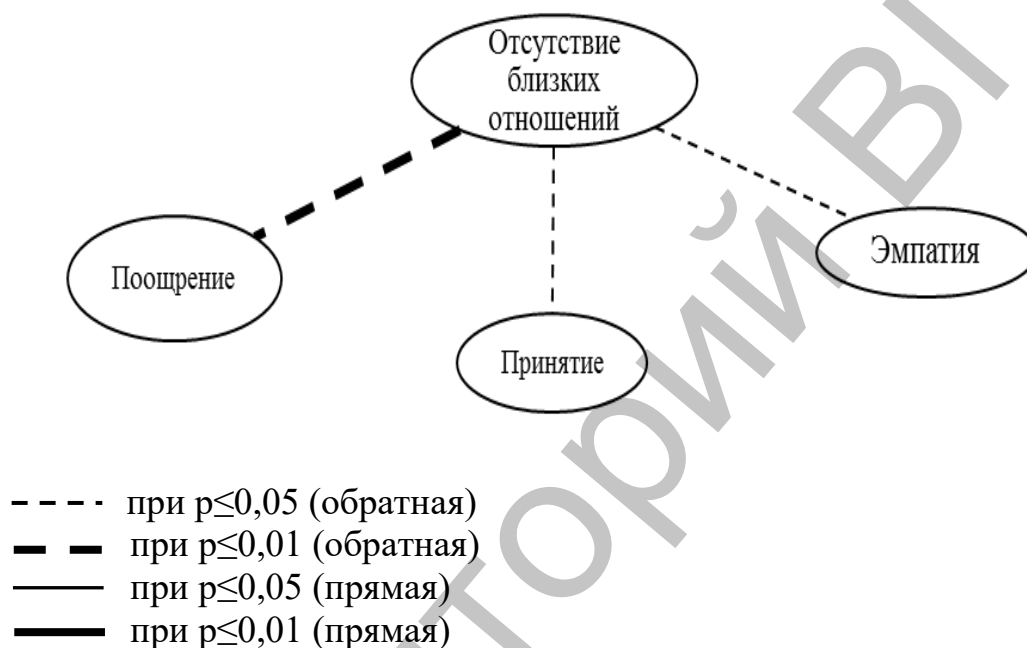 Отсутствие
близких
отношений
Поощрение
Эмпатия
Принятие
при p≤0,05 (обратная)
при p≤0,01 (обратная)
при p≤0,05 (прямая)
при p≤0,01 (прямая)